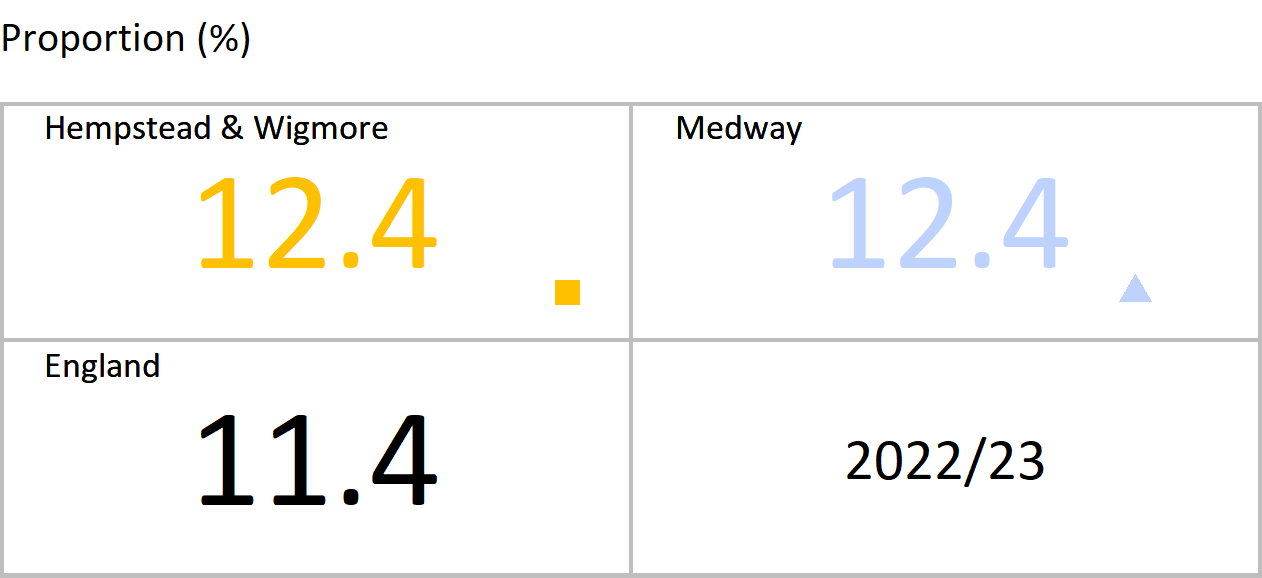 Proportion (%)
Hempstead & Wigmore
12.4
Medway
12.4
England
11.4
2022/23